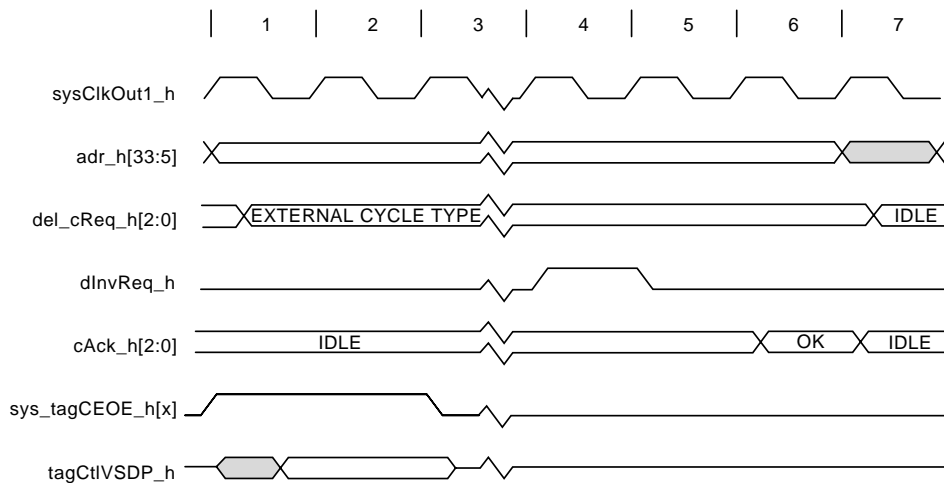 1 2 3 4 5 6 7
sysClkOut1_h
adr_h[33:5]
del_cReq_h[2:0] EXTERNAL CYCLE TYPE IDLE
dInvReq_h
cAck_h[2:0] IDLE OK IDLE
sys_tagCEOE_h[x]
tagCtlVSDP_h